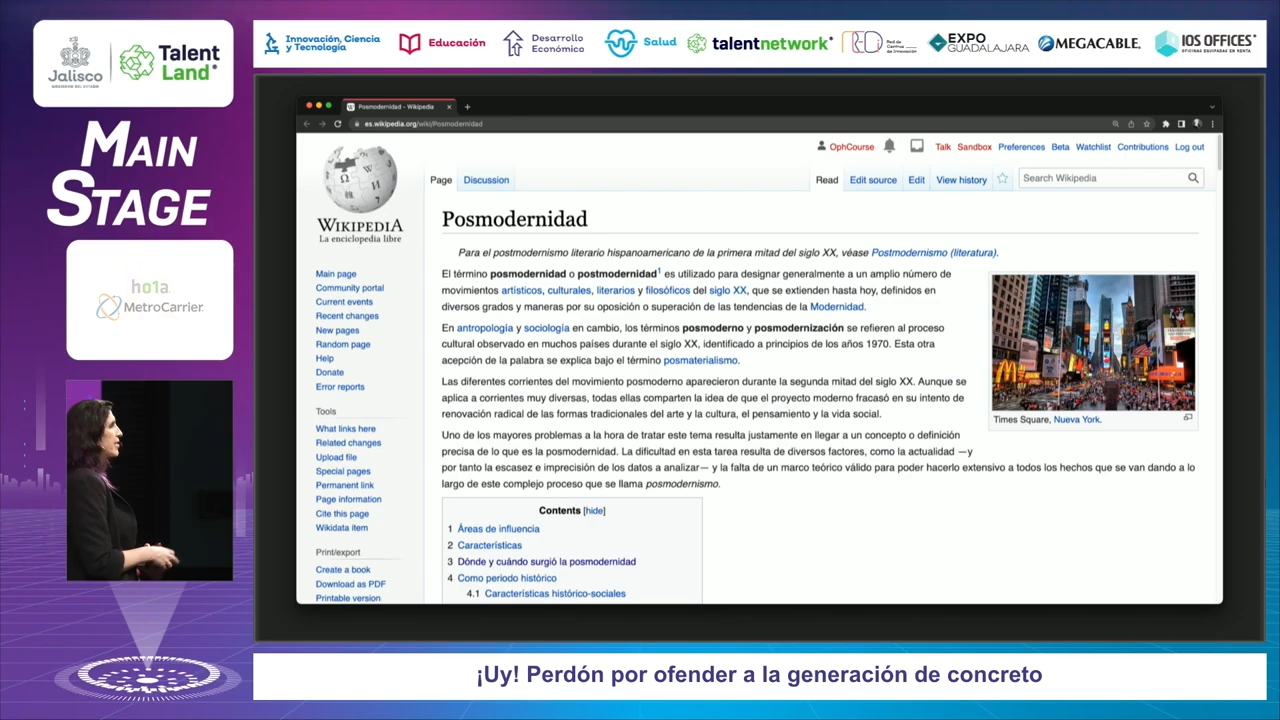 Jalisco
GOBIERNO DEL ESTADO
Talent
Land®
MAIN
STAGE
ho1a
MetroCarrier.
Innovación, Ciencia
y Tecnología
Educación
Desarrollo
Económico
Salud
talentnetwork®
RED
Red de
Centros
de Innovación
EXPO
GUADALAJARA
MEGACABLE.
IOS OFFICES®
OFICINAS EQUIPADAS EN RENTA
Posmodernidad - Wikipedia
es.wikipedia.org/wiki/Posmodernidad
OphCourse Talk Sandbox Preferences Beta Watchlist Contributions Log out
Page Discussion Read Edit source Edit View history Search Wikipedia
WIKIPEDIA
La enciclopedia libre
Main page
Community portal
Current events
Recent changes
New pages
Random page
Help
Donate
Error reports
Tools
What links here
Related changes
Upload file
Special pages
Permanent link
Page information
Cite this page
Wikidata item
Print/export
Create a book
Download as PDF
Printable version
Posmodernidad
Para el postmodernismo literario hispanoamericano de la primera mitad del siglo XX, véase Postmodernismo (literatura).
El término posmodernidad o postmodernidad1 es utilizado para designar generalmente a un amplio número de
movimientos artísticos, culturales, literarios y filosóficos del siglo XX, que se extienden hasta hoy, definidos en
diversos grados y maneras por su oposición o superación de las tendencias de la Modernidad.
En antropología y sociología en cambio, los términos posmoderno y posmodernización se refieren al proceso
cultural observado en muchos países durante el siglo XX, identificado a principios de los años 1970. Esta otra
acepción de la palabra se explica bajo el término posmaterialismo.
Las diferentes corrientes del movimiento posmoderno aparecieron durante la segunda mitad del siglo XX. Aunque se
aplica a corrientes muy diversas, todas ellas comparten la idea de que el proyecto moderno fracasó en su intento de
renovación radical de las formas tradicionales del arte y la cultura, el pensamiento y la vida social.
Uno de los mayores problemas a la hora de tratar este tema resulta justamente en llegar a un concepto o definición
precisa de lo que es la posmodernidad. La dificultad en esta tarea resulta de diversos factores, como la actualidad —y
por tanto la escasez e imprecisión de los datos a analizar— y la falta de un marco teórico válido para poder hacerlo extensivo a todos los hechos que se van dando a lo
largo de este complejo proceso que se llama posmodernismo.
Times Square, Nueva York.
Contents [hide]
1 Áreas de influencia
2 Características
3 Dónde y cuándo surgió la posmodernidad
4 Como periodo histórico
4.1 Características histórico-sociales
¡Uy! Perdón por ofender a la generación de concreto